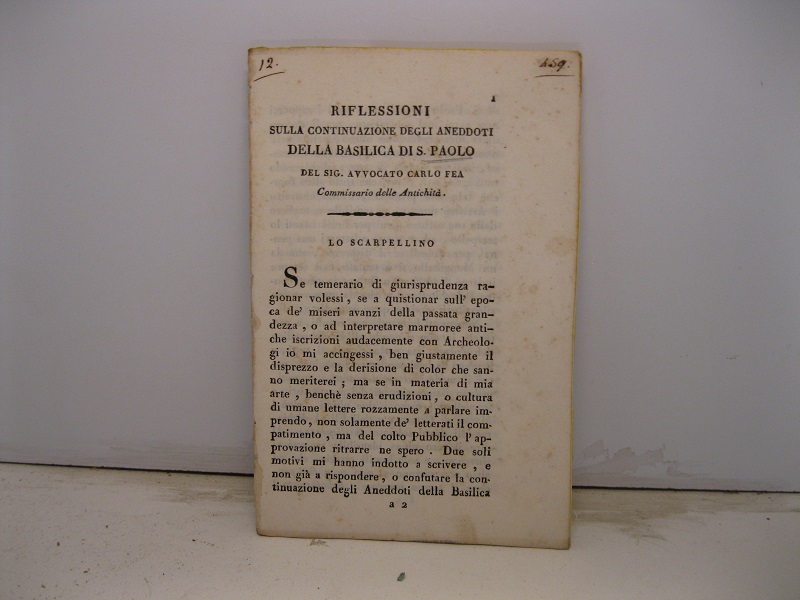 12.
459.
1
RIFLESSIONI
SULLA CONTINUAZIONE DEGLI ANEDDOTI
DELLA BASILICA DI S. PAOLO
DEL SIG. AVVOCATO CARLO FEA
Commissario delle Antichità.
LO SCARPELLINO
Se temerario di giurisprudenza ra-
gionar volessi, se a quistionar sull' epo-
ca de' miseri avanzi della passata gran-
dezza, o ad interpretare marmoree anti-
che iscrizioni audacemente con Archeolo-
gi io mi accingessi, ben giustamente il
disprezzo e la derisione di color che san-
no meriterei; ma se in materia di mia
arte, benchè senza erudizioni, o cultura
di umane lettere rozzamente a parlare im-
prendo, non solamente de' letterati il com-
patimento, ma del colto Pubblico l' ap-
provazione ritrarre ne spero. Due soli
motivi mi hanno indotto a scrivere, e
non già a rispondere, o confutare la con-
tinuazione degli Aneddoti della Basilica
a 2